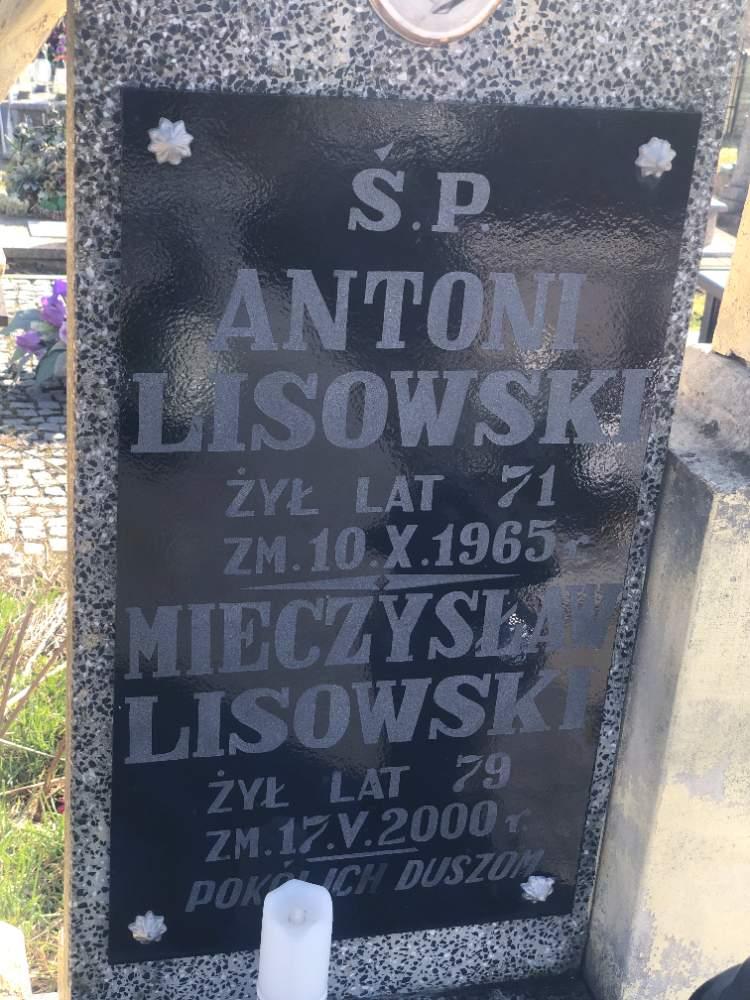 Ś.P.
ANTONI
LISOWSKI
ŻYŁ LAT 71
ZM. 10.X.1965 r.
MIECZYSŁAW
LISOWSKI
ŻYŁ LAT 79
ZM. 17.V.2000 r.
POKÓJ ICH DUSZOM